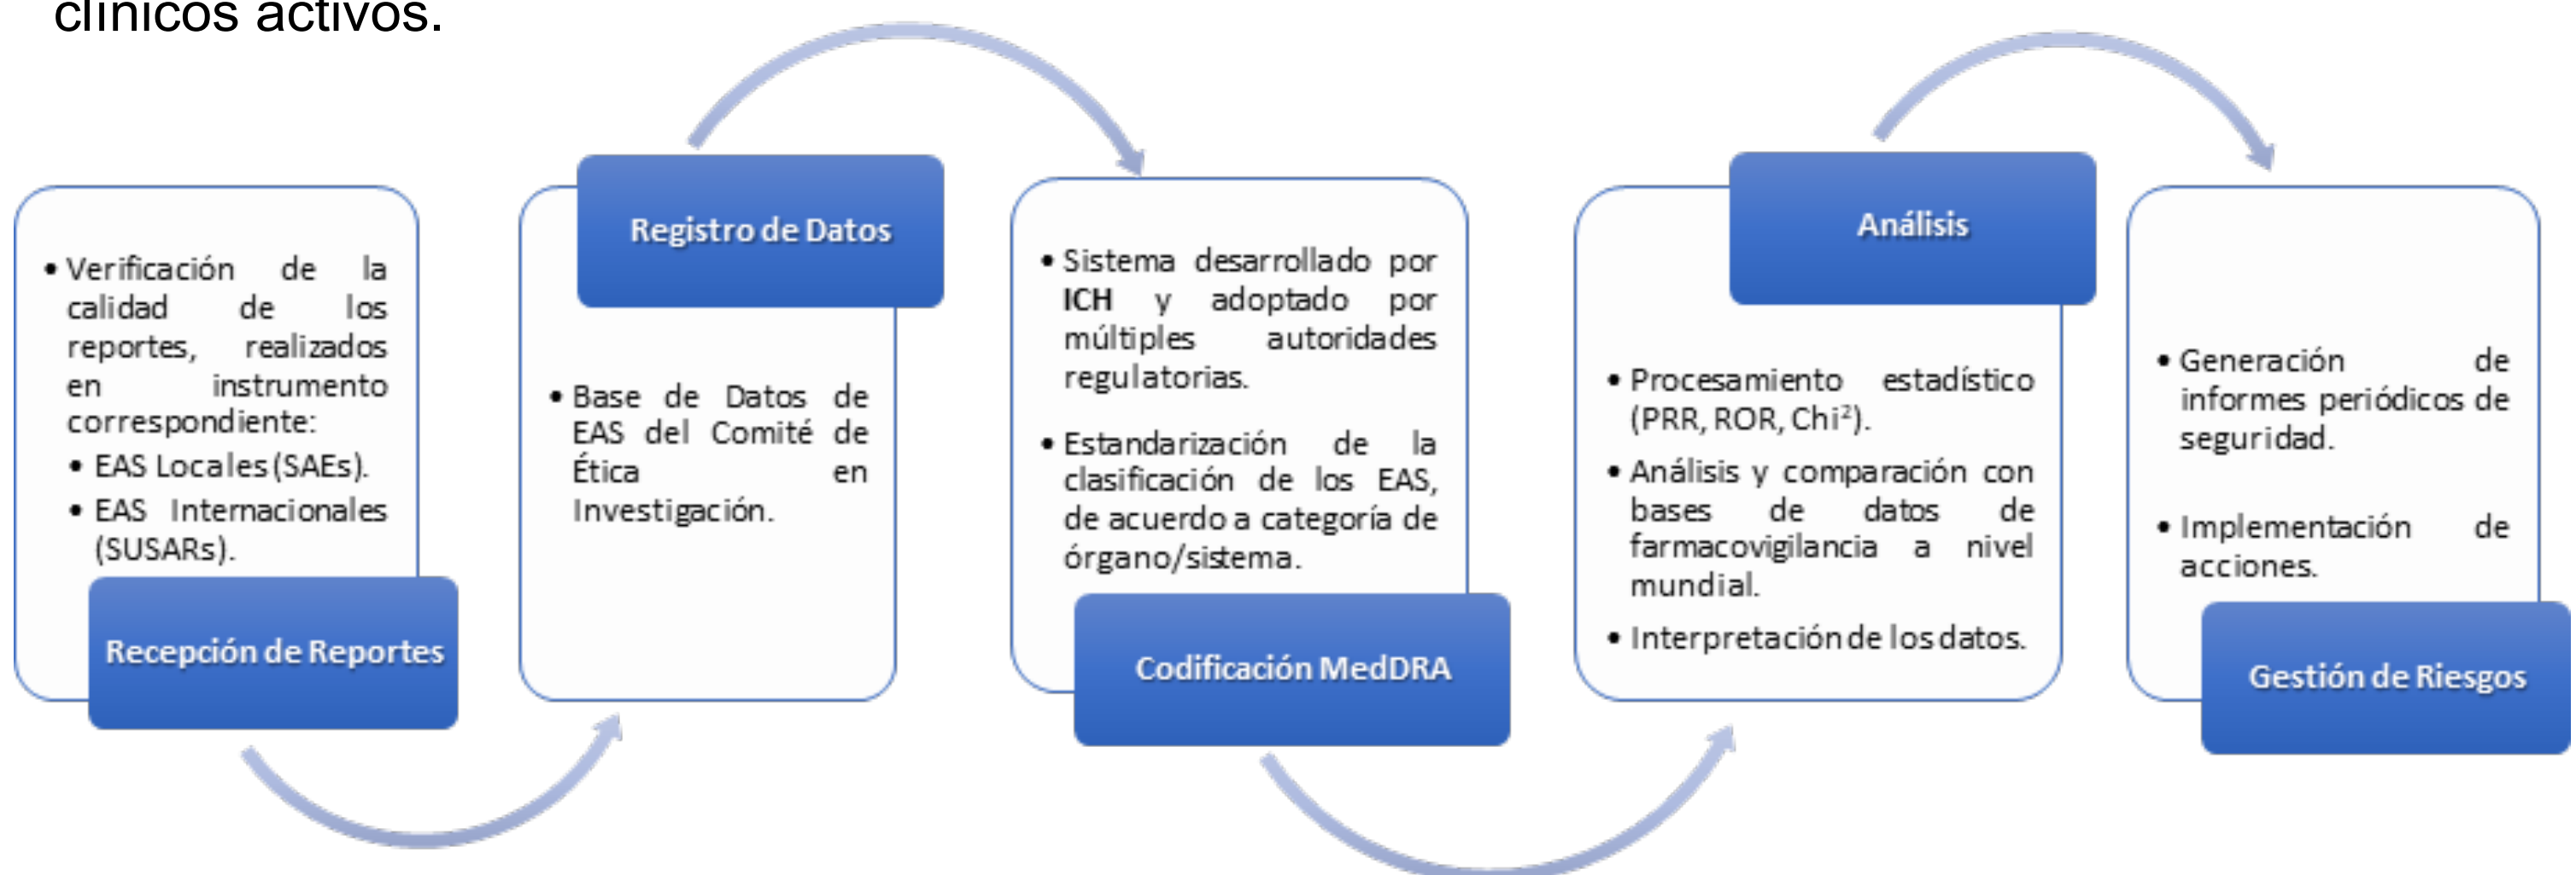 clínicos activos.
• Verificación de la
calidad de los
reportes, realizados
en instrumento
correspondiente:
• EAS Locales (SAEs).
• EAS Internacionales
(SUSARs).
Recepción de Reportes
Registro de Datos
• Base de Datos de
EAS del Comité de
Ética en
Investigación.
• Sistema desarrollado por
ICH y adoptado por
múltiples autoridades
regulatorias.
• Estandarización de la
clasificación de los EAS,
de acuerdo a categoría de
órgano/sistema.
Codificación MedDRA
Análisis
• Procesamiento estadístico
(PRR, ROR, Chi²).
• Análisis y comparación con
bases de datos de
farmacovigilancia a nivel
mundial.
• Interpretación de los datos.
• Generación de
informes periódicos de
seguridad.
• Implementación de
acciones.
Gestión de Riesgos